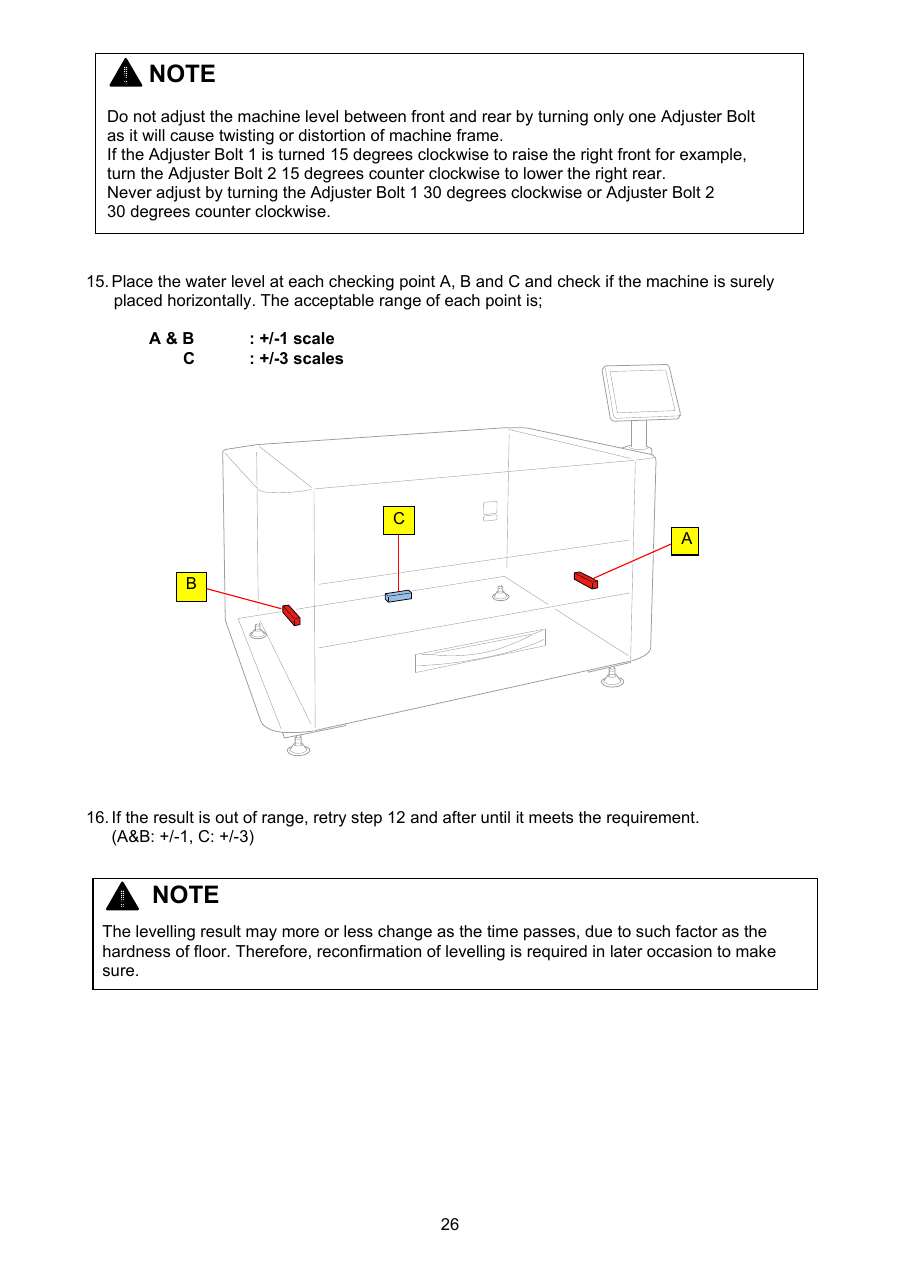 NOTE
Do not adjust the machine level between front and rear by turning only one Adjuster Bolt
as it will cause twisting or distortion of machine frame.
If the Adjuster Bolt 1 is turned 15 degrees clockwise to raise the right front for example,
turn the Adjuster Bolt 2 15 degrees counter clockwise to lower the right rear.
Never adjust by turning the Adjuster Bolt 1 30 degrees clockwise or Adjuster Bolt 2
30 degrees counter clockwise.
15. Place the water level at each checking point A, B and C and check if the machine is surely
placed horizontally. The acceptable range of each point is;
A & B : +/-1 scale
C : +/-3 scales
C
A
B
16. If the result is out of range, retry step 12 and after until it meets the requirement.
(A&B: +/-1, C: +/-3)
NOTE
The levelling result may more or less change as the time passes, due to such factor as the
hardness of floor. Therefore, reconfirmation of levelling is required in later occasion to make
sure.
26